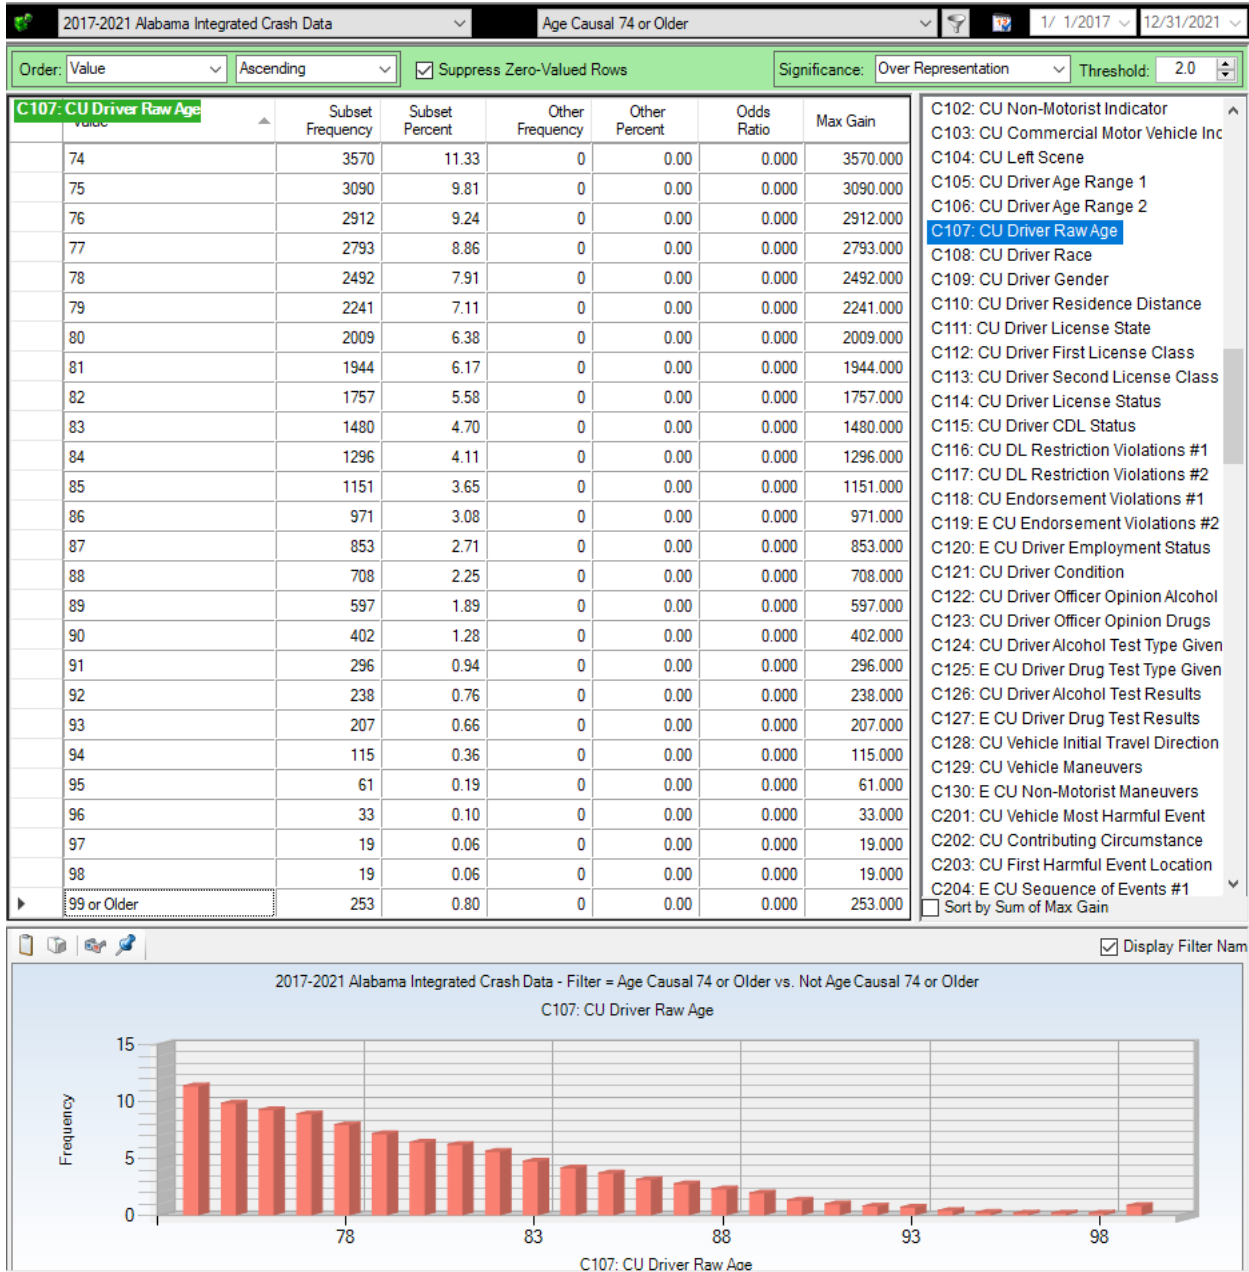 2017-2021 Alabama Integrated Crash Data Age Causal 74 or Older 1/ 1/2017 12/31/2021
Order: Value Ascending Suppress Zero-Valued Rows Significance: Over Representation Threshold: 2.0
C107: CU Driver Raw Age
Value Subset Frequency Subset Percent Other Frequency Other Percent Odds Ratio Max Gain
74 3570 11.33 0 0.00 0.000 3570.000
75 3090 9.81 0 0.00 0.000 3090.000
76 2912 9.24 0 0.00 0.000 2912.000
77 2793 8.86 0 0.00 0.000 2793.000
78 2492 7.91 0 0.00 0.000 2492.000
79 2241 7.11 0 0.00 0.000 2241.000
80 2009 6.38 0 0.00 0.000 2009.000
81 1944 6.17 0 0.00 0.000 1944.000
82 1757 5.58 0 0.00 0.000 1757.000
83 1480 4.70 0 0.00 0.000 1480.000
84 1296 4.11 0 0.00 0.000 1296.000
85 1151 3.65 0 0.00 0.000 1151.000
86 971 3.08 0 0.00 0.000 971.000
87 853 2.71 0 0.00 0.000 853.000
88 708 2.25 0 0.00 0.000 708.000
89 597 1.89 0 0.00 0.000 597.000
90 402 1.28 0 0.00 0.000 402.000
91 296 0.94 0 0.00 0.000 296.000
92 238 0.76 0 0.00 0.000 238.000
93 207 0.66 0 0.00 0.000 207.000
94 115 0.36 0 0.00 0.000 115.000
95 61 0.19 0 0.00 0.000 61.000
96 33 0.10 0 0.00 0.000 33.000
97 19 0.06 0 0.00 0.000 19.000
98 19 0.06 0 0.00 0.000 19.000
99 or Older 253 0.80 0 0.00 0.000 253.000
C102: CU Non-Motorist Indicator
C103: CU Commercial Motor Vehicle Inc
C104: CU Left Scene
C105: CU Driver Age Range 1
C106: CU Driver Age Range 2
C107: CU Driver Raw Age
C108: CU Driver Race
C109: CU Driver Gender
C110: CU Driver Residence Distance
C111: CU Driver License State
C112: CU Driver First License Class
C113: CU Driver Second License Class
C114: CU Driver License Status
C115: CU Driver CDL Status
C116: CU DL Restriction Violations #1
C117: CU DL Restriction Violations #2
C118: CU Endorsement Violations #1
C119: E CU Endorsement Violations #2
C120: E CU Driver Employment Status
C121: CU Driver Condition
C122: CU Driver Officer Opinion Alcohol
C123: CU Driver Officer Opinion Drugs
C124: CU Driver Alcohol Test Type Given
C125: E CU Driver Drug Test Type Given
C126: CU Driver Alcohol Test Results
C127: E CU Driver Drug Test Results
C128: CU Vehicle Initial Travel Direction
C129: CU Vehicle Maneuvers
C130: E CU Non-Motorist Maneuvers
C201: CU Vehicle Most Harmful Event
C202: CU Contributing Circumstance
C203: CU First Harmful Event Location
C204: E CU Sequence of Events #1
Sort by Sum of Max Gain
Display Filter Nam
2017-2021 Alabama Integrated Crash Data - Filter = Age Causal 74 or Older vs. Not Age Causal 74 or Older
C107: CU Driver Raw Age
Frequency
15
10
5
0
78 83 88 93 98
C107: CU Driver Raw Age